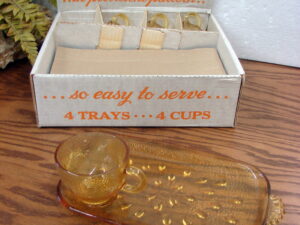 ...so easy to serve...
4 TRAYS ... 4 CUPS